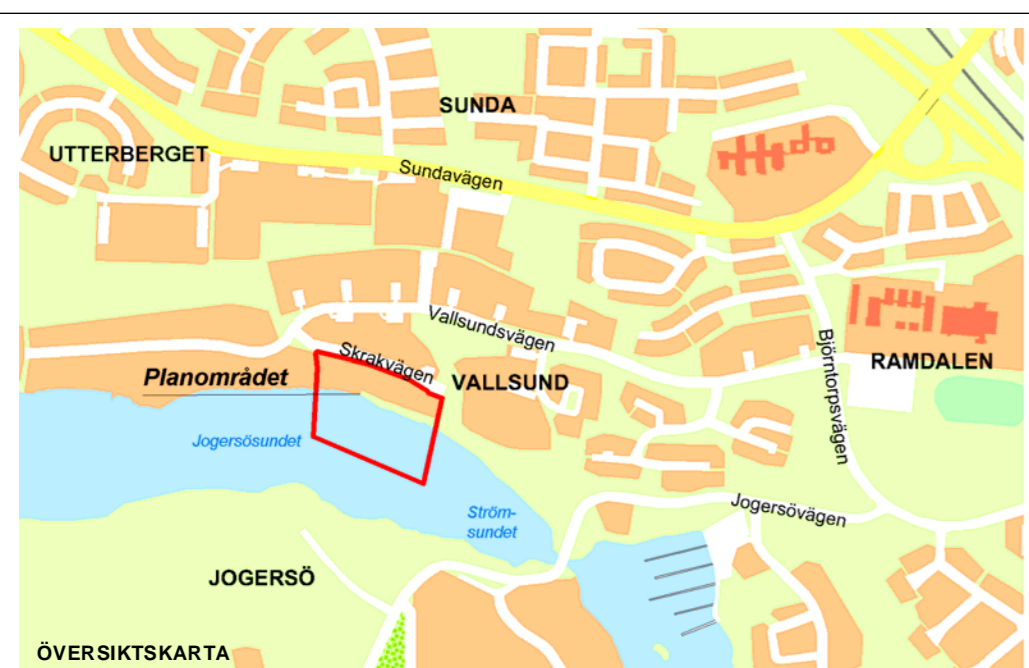 SUNDA
UTTERBERGET
Sundavägen
Vallsundsvägen
Skrakvägen
Björntorpsvägen
RAMDALEN
Planområdet
VALLSUND
Jogersösundet
Jogersövägen
Ström-
sundet
JOGERSÖ
ÖVERSIKTSKARTA